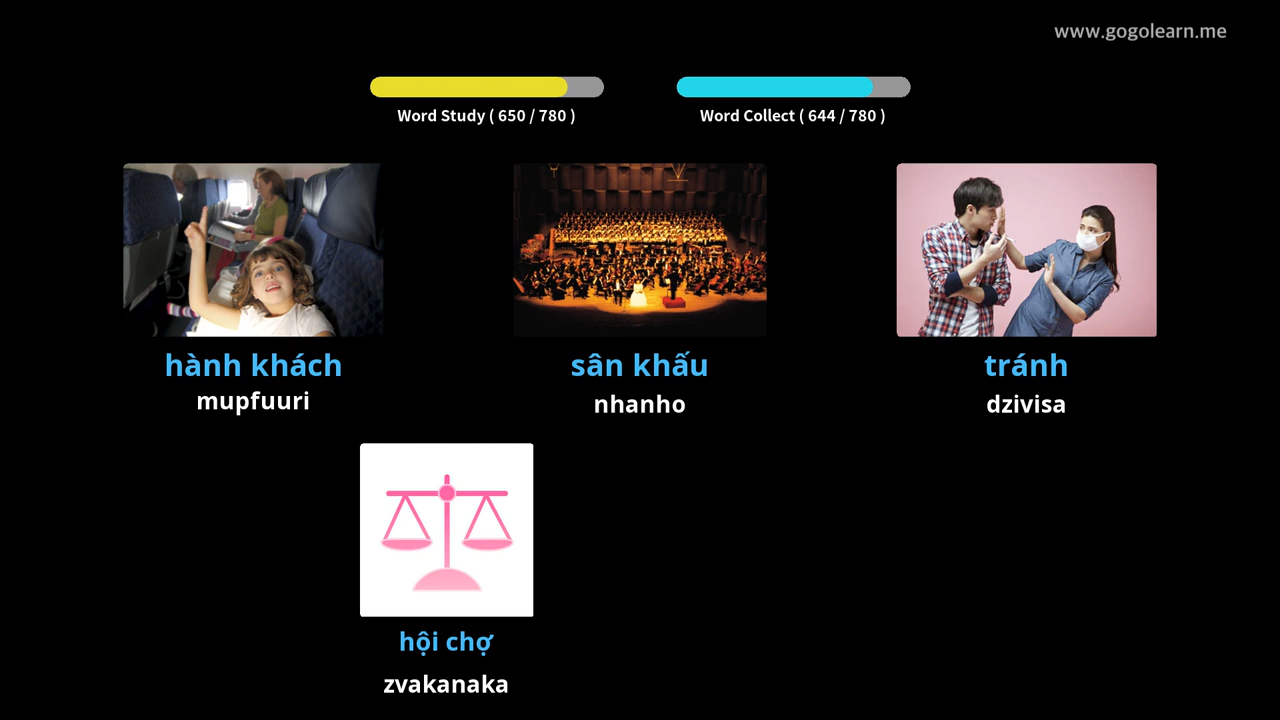 www.gogolearn.me
Word Study ( 650 / 780 )
Word Collect ( 644 / 780 )
hành khách
mupfuuri
sân khấu
nhanho
tránh
dzivisa
hội chợ
zvakanaka